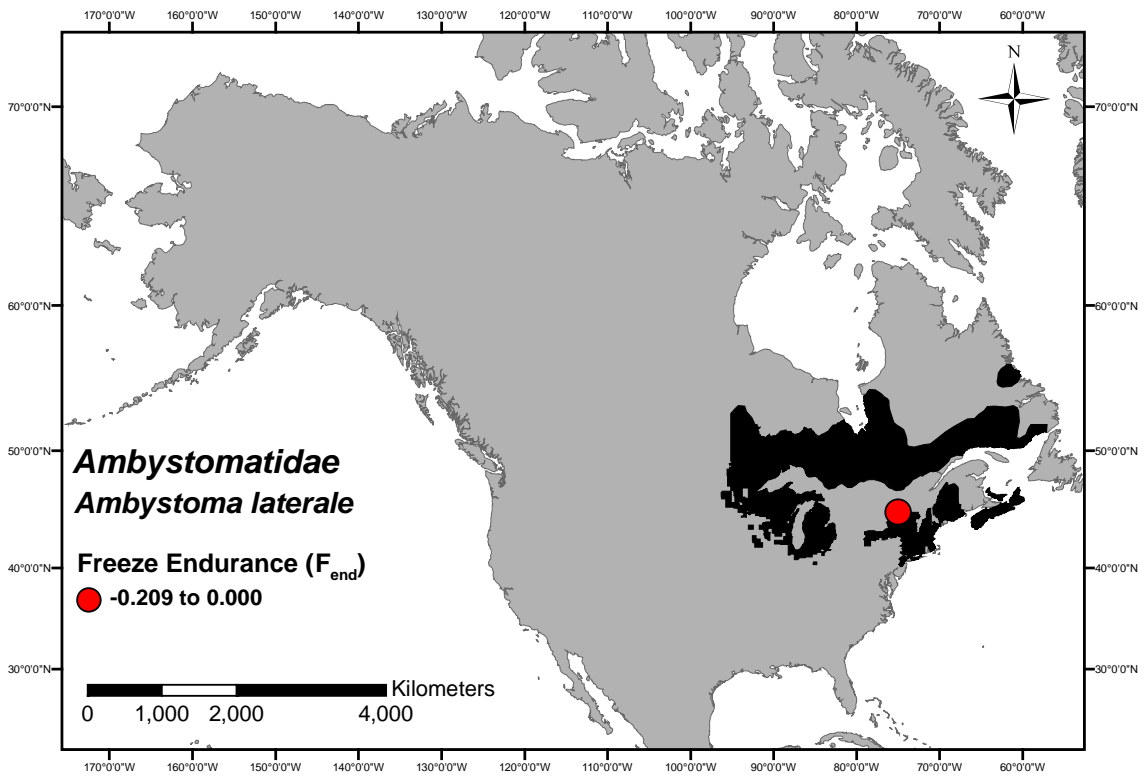 170°0'0"W 160°0'0"W 150°0'0"W 140°0'0"W 130°0'0"W 120°0'0"W 110°0'0"W 100°0'0"W 90°0'0"W 80°0'0"W 70°0'0"W 60°0'0"W
N
70°0'0"N 70°0'0"N
60°0'0"N 60°0'0"N
50°0'0"N 50°0'0"N
Ambystomatidae
Ambystoma laterale
Freeze Endurance (Fend)
40°0'0"N 40°0'0"N
-0.209 to 0.000
30°0'0"N 30°0'0"N
Kilometers
0 1,000 2,000 4,000
170°0'0"W 160°0'0"W 150°0'0"W 140°0'0"W 130°0'0"W 120°0'0"W 110°0'0"W 100°0'0"W 90°0'0"W 80°0'0"W 70°0'0"W 60°0'0"W